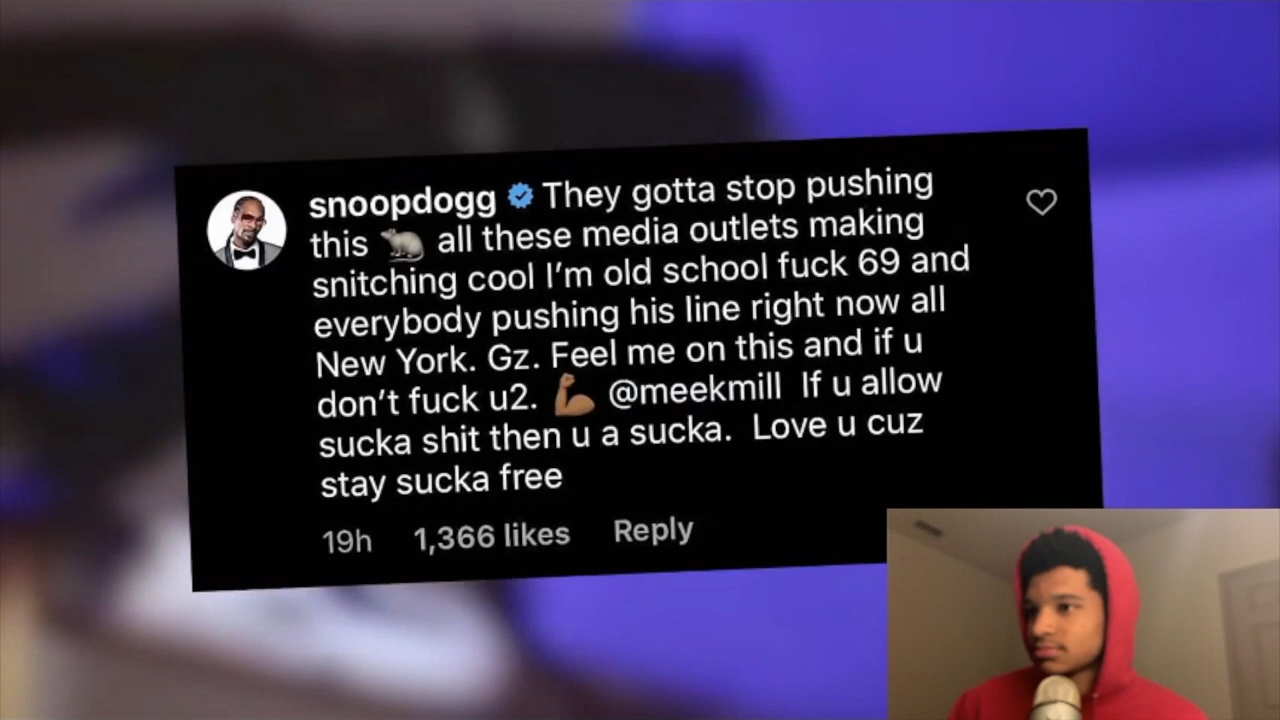 snoopdogg They gotta stop pushing
this 🐀 all these media outlets making
snitching cool I’m old school fuck 69 and
everybody pushing his line right now all
New York. Gz. Feel me on this and if u
don’t fuck u2. 💪🏽 @meekmill If u allow
sucka shit then u a sucka. Love u cuz
stay sucka free
19h 1,366 likes Reply